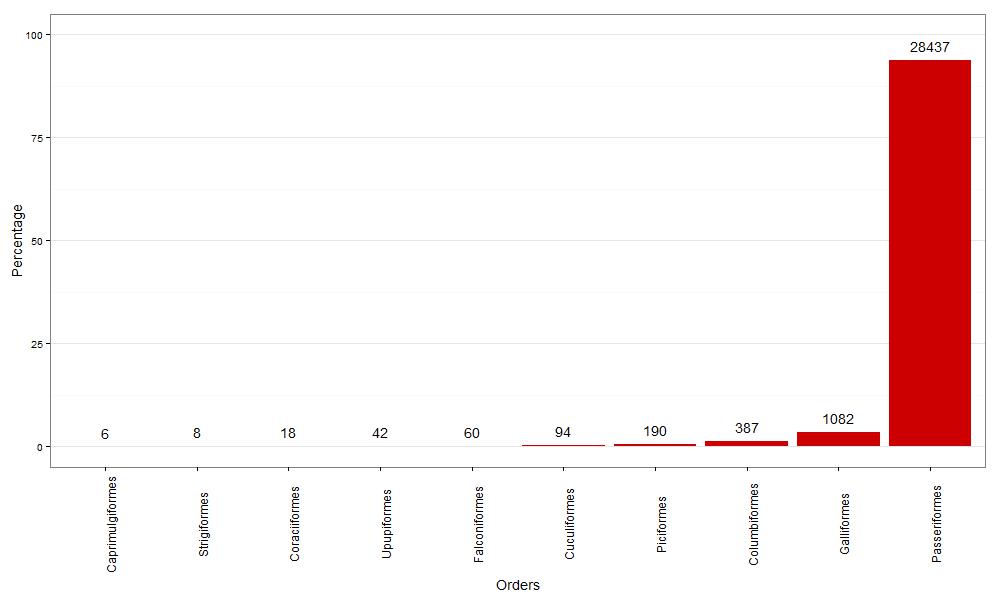 100
75
50
25
0
Percentage
6
8
18
42
60
94
190
387
1082
28437
Caprimulgiformes
Strigiformes
Coraciiformes
Upupiformes
Falconiformes
Cuculiformes
Piciformes
Columbiformes
Galliformes
Passeriformes
Orders